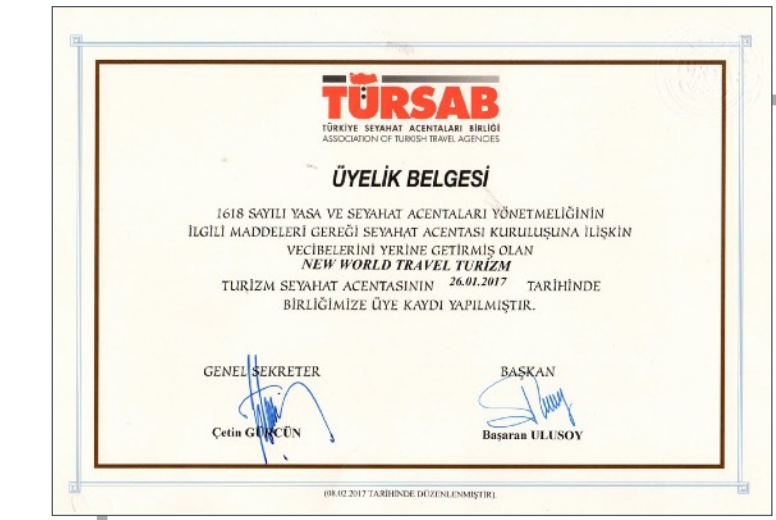 TÜRSAB
TÜRKİYE SEYAHAT ACENTALARI BİRLİĞİ
ASSOCIATION OF TURKISH TRAVEL AGENCIES
ÜYELİK BELGESİ
1618 SAYILI YASA VE SEYAHAT ACENTALARI YÖNETMELİĞİNİN
İLGİLİ MADDELERİ GEREĞİ SEYAHAT ACENTASI KURULUŞUNA İLİŞKİN
VECİBELERİNİ YERİNE GETİRMİŞ OLAN
NEW WORLD TRAVEL TURİZM
TURİZM SEYAHAT ACENTASININ 26.01.2017 TARİHİNDE
BİRLİĞİMİZE ÜYE KAYDI YAPILMIŞTIR.
GENEL SEKRETER BAŞKAN
Çetin GÜRCÜN Başaran ULUSOY
(08.02.2017 TARİHİNDE DÜZENLENMİŞTİR).